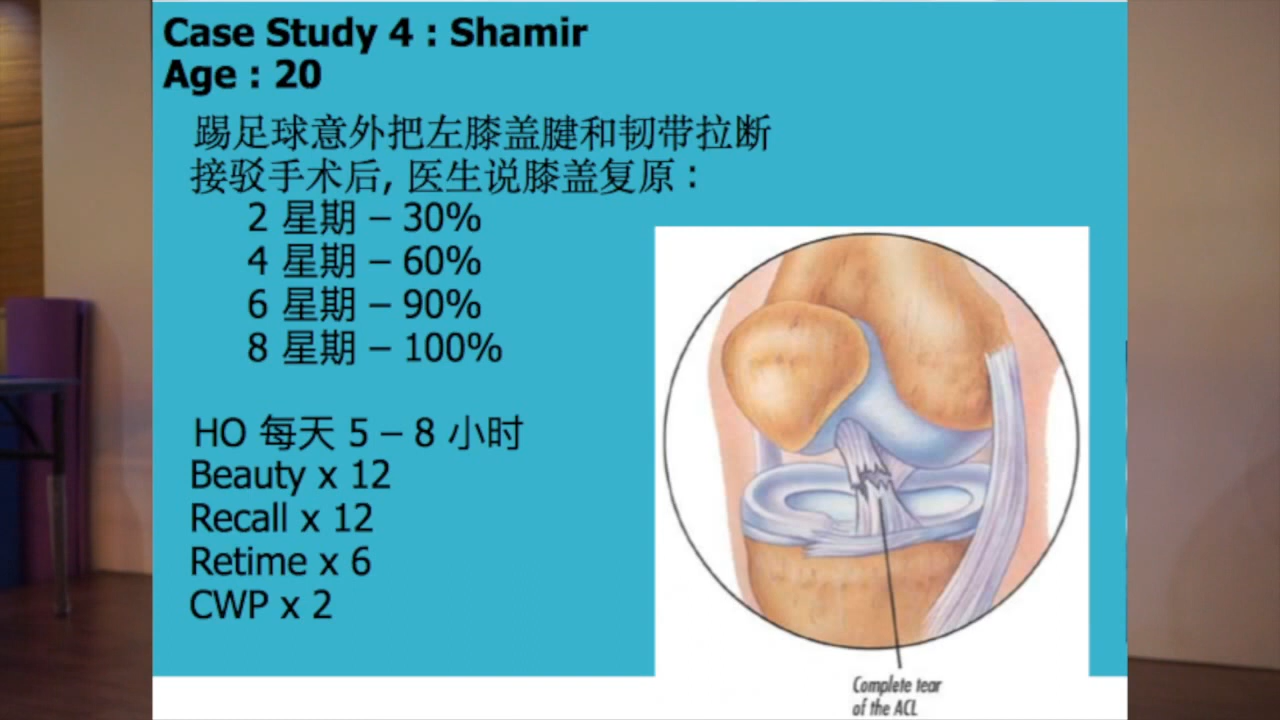 Case Study 4 : Shamir
Age : 20
踢足球意外把左膝盖腱和韧带拉断
接驳手术后, 医生说膝盖复原 :
2 星期 – 30%
4 星期 – 60%
6 星期 – 90%
8 星期 – 100%
HO 每天 5 – 8 小时
Beauty x 12
Recall x 12
Retime x 6
CWP x 2
Complete tear
of the ACL